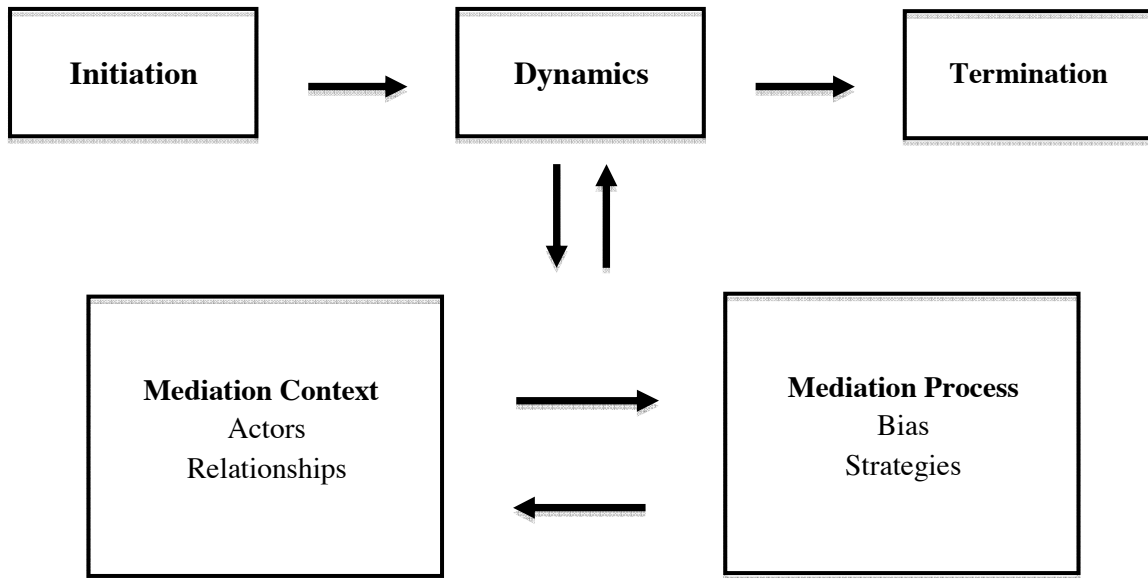 Initiation
Dynamics
Termination
Mediation Context
Actors
Relationships
Mediation Process
Bias
Strategies